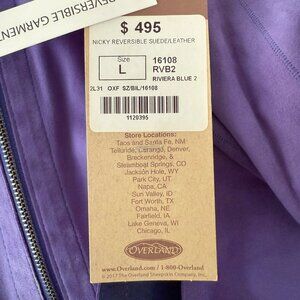 REVERSIBLE GARMENT
$ 495
NICKY REVERSIBLE SUEDE/LEATHER
Size
L
16108
RVB2
RIVIERA BLUE 2
2L31 OXF SZ/BIL/16108
1120395
Store Locations:
Taos and Santa Fe, NM
Telluride, Durango, Denver,
Breckenridge, &
Steamboat Springs, CO
Jackson Hole, WY
Park City, UT
Napa, CA
Sun Valley, ID
Fort Worth, TX
Omaha, NE
Fairfield, IA
Lake Geneva, WI
Chicago, IL
OVERLAND
www.Overland.com / 1-800-Overland
© 2017 The Overland Sheepskin Company, Inc.